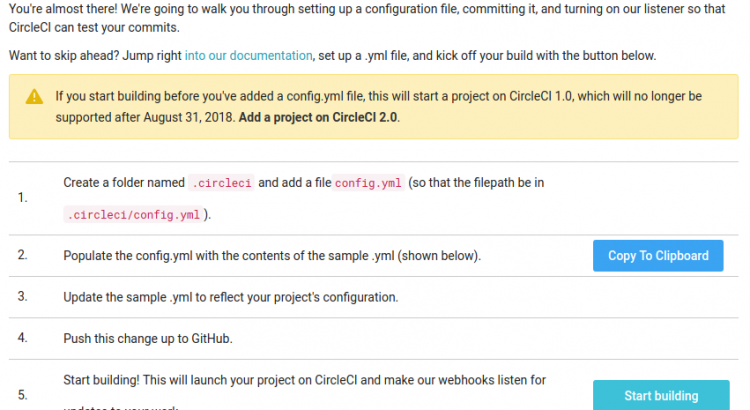 You're almost there! We're going to walk you through setting up a configuration file, committing it, and turning on our listener so that
CircleCI can test your commits.
Want to skip ahead? Jump right into our documentation, set up a .yml file, and kick off your build with the button below.
If you start building before you've added a config.yml file, this will start a project on CircleCI 1.0, which will no longer be
supported after August 31, 2018. Add a project on CircleCI 2.0.
1.
Create a folder named .circleci and add a file config.yml (so that the filepath be in
.circleci/config.yml ).
2.
Populate the config.yml with the contents of the sample .yml (shown below).
Copy To Clipboard
3.
Update the sample .yml to reflect your project's configuration.
4.
Push this change up to GitHub.
5.
Start building! This will launch your project on CircleCI and make our webhooks listen for
Start building